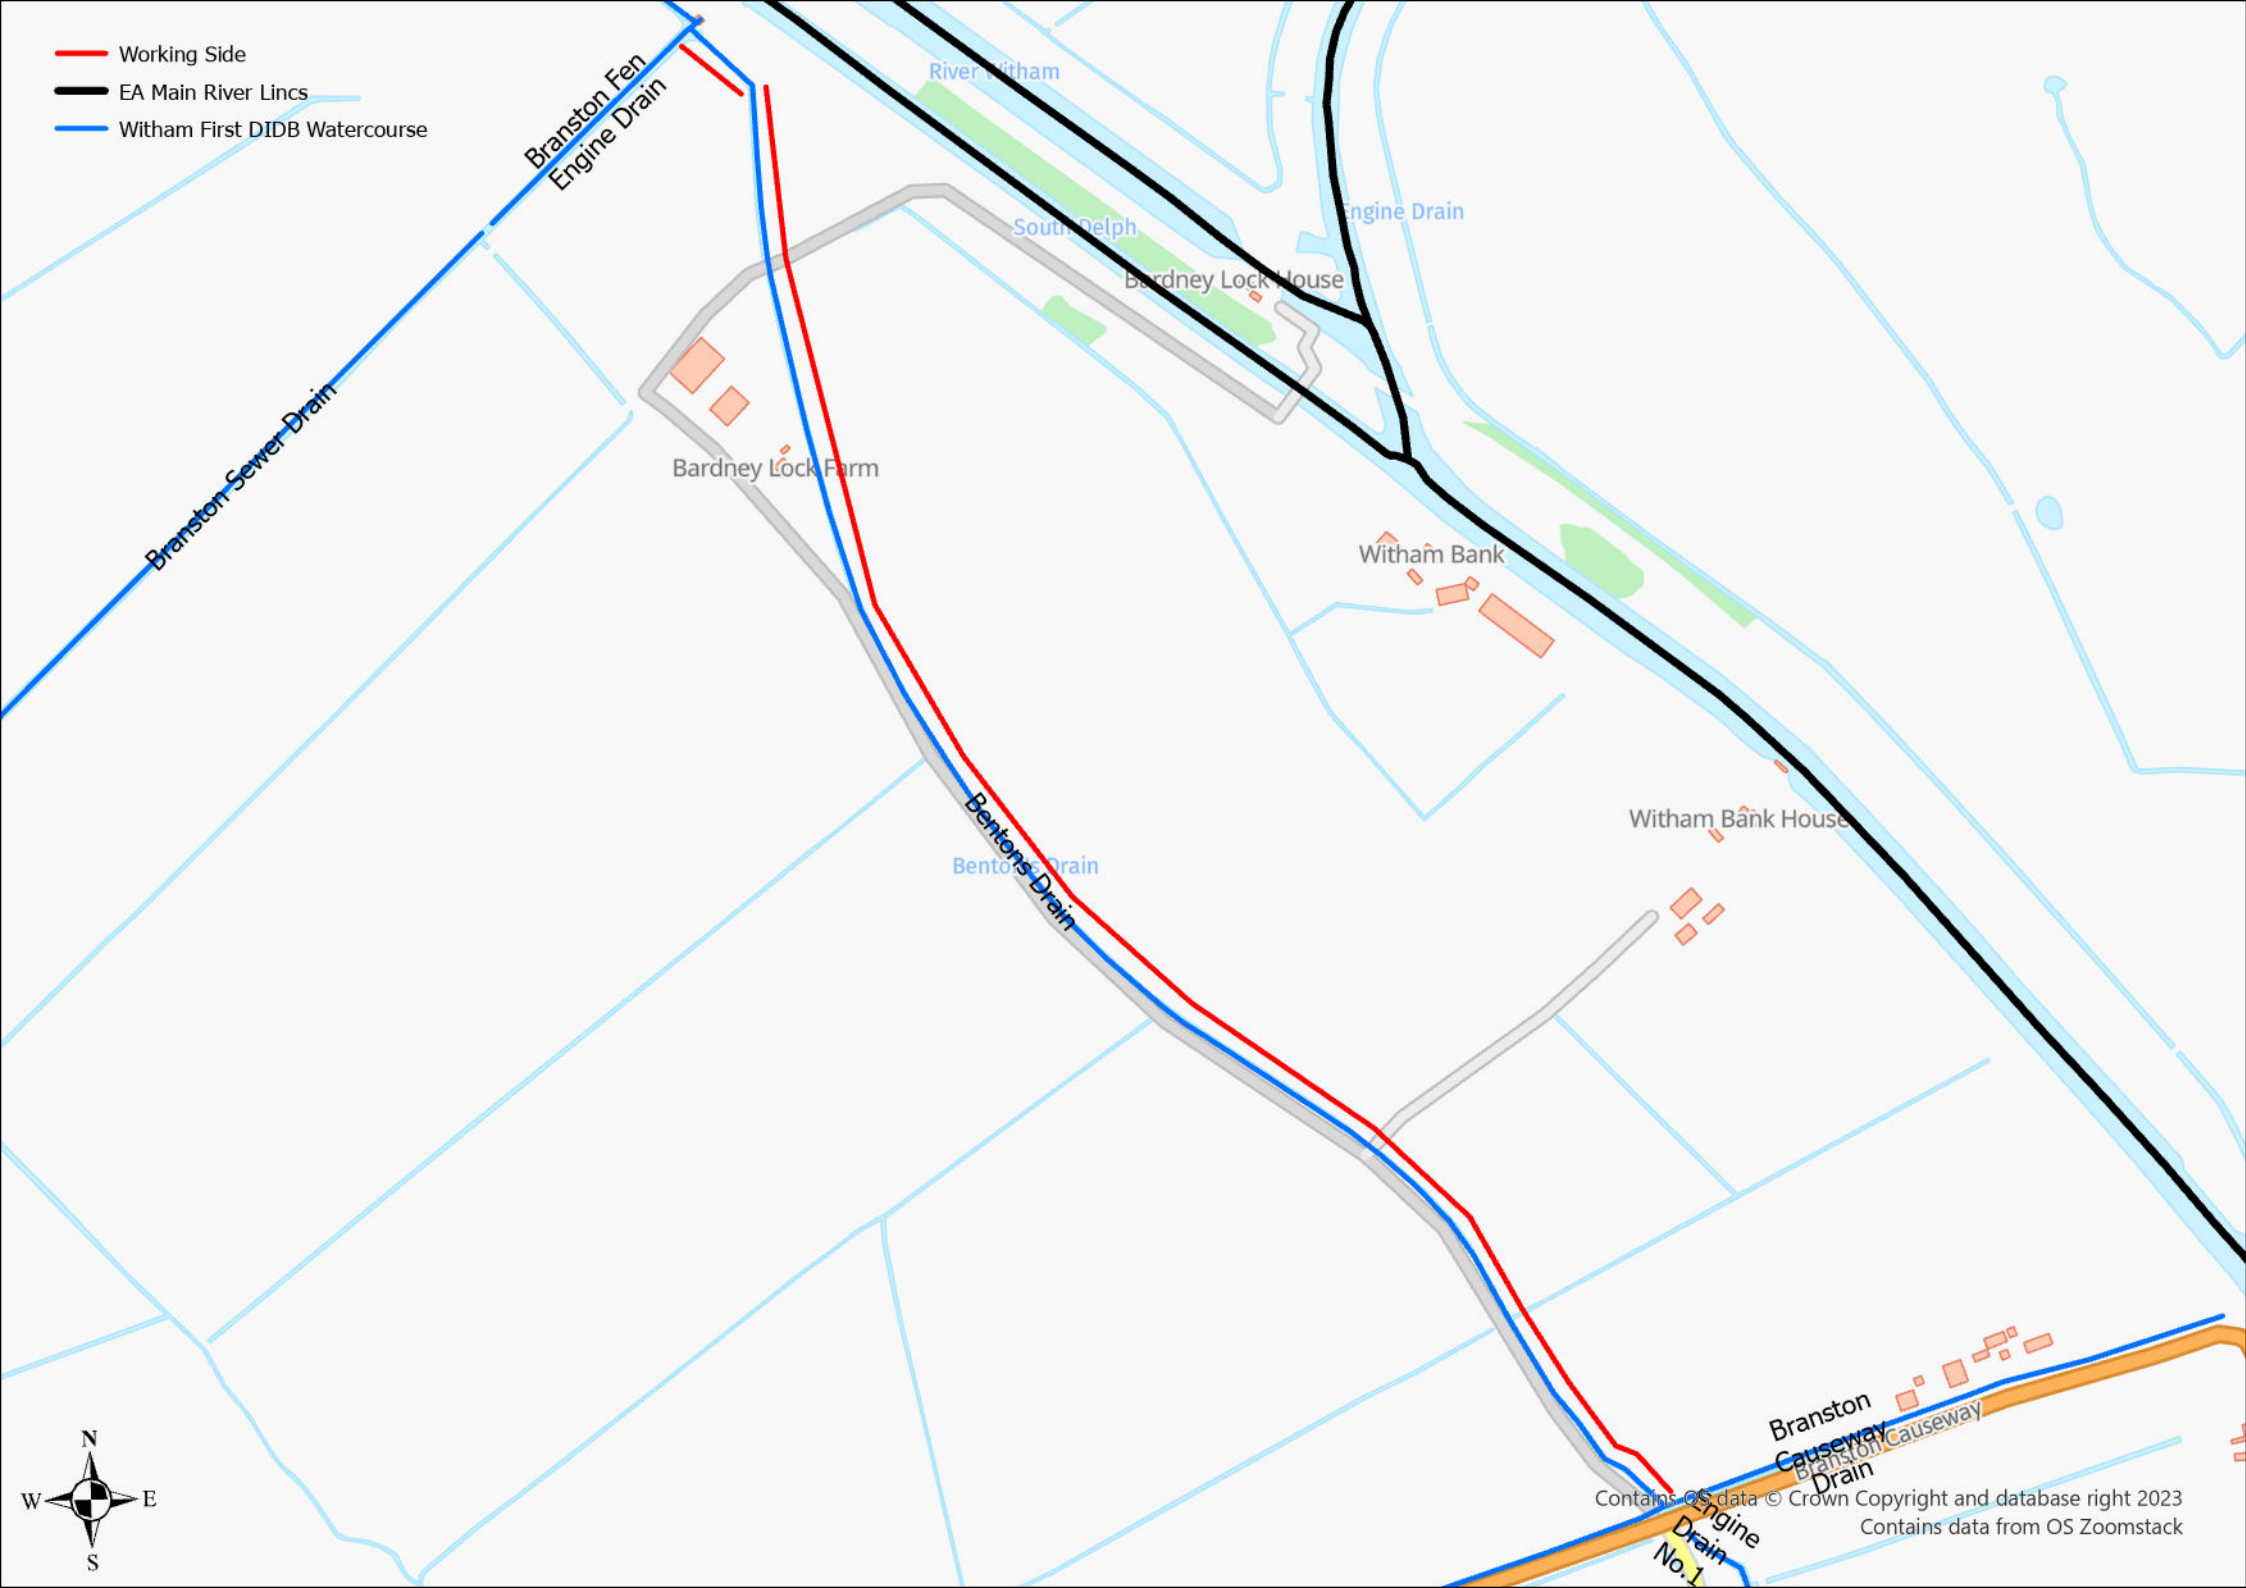 Working Side
EA Main River Lincs
Witham First DIDB Watercourse
Branston Fen
Engine Drain
River Witham
South Delph
Engine Drain
Bardney Lock House
Branston Sewer Drain
Bardney Lock Farm
Witham Bank
Witham Bank House
Bentons Drain
Benton's Drain
Branston
Causeway
Drain
Branston Causeway
Engine
Drain
No.1
N
W
E
S
Contains OS data © Crown Copyright and database right 2023
Contains data from OS Zoomstack